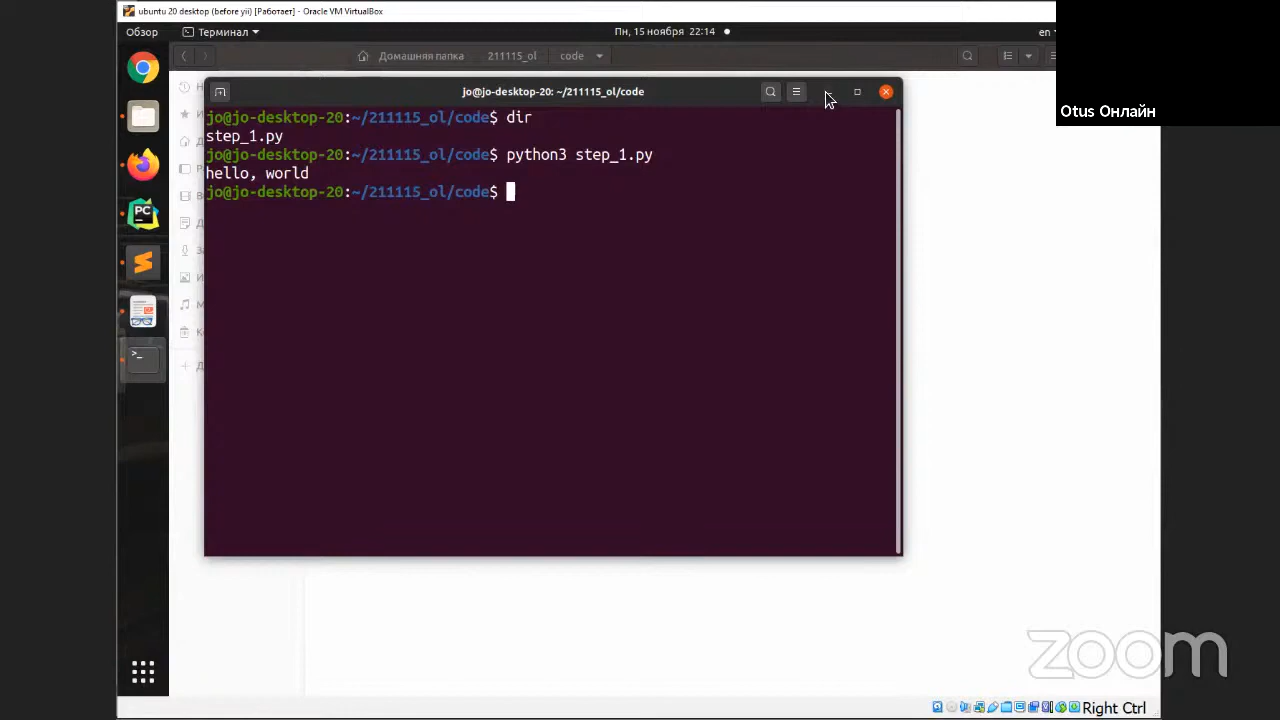 ubuntu 20 desktop (before yii) [Работает] - Oracle VM VirtualBox
Обзор
Терминал
Пн, 15 ноября 22:14
en
Домашняя папка
211115_ol
code
Otus Онлайн
jo@jo-desktop-20: ~/211115_ol/code
jo@jo-desktop-20:~/211115_ol/code$ dir
step_1.py
jo@jo-desktop-20:~/211115_ol/code$ python3 step_1.py
hello, world
jo@jo-desktop-20:~/211115_ol/code$
PC
>_
zoom
Right Ctrl